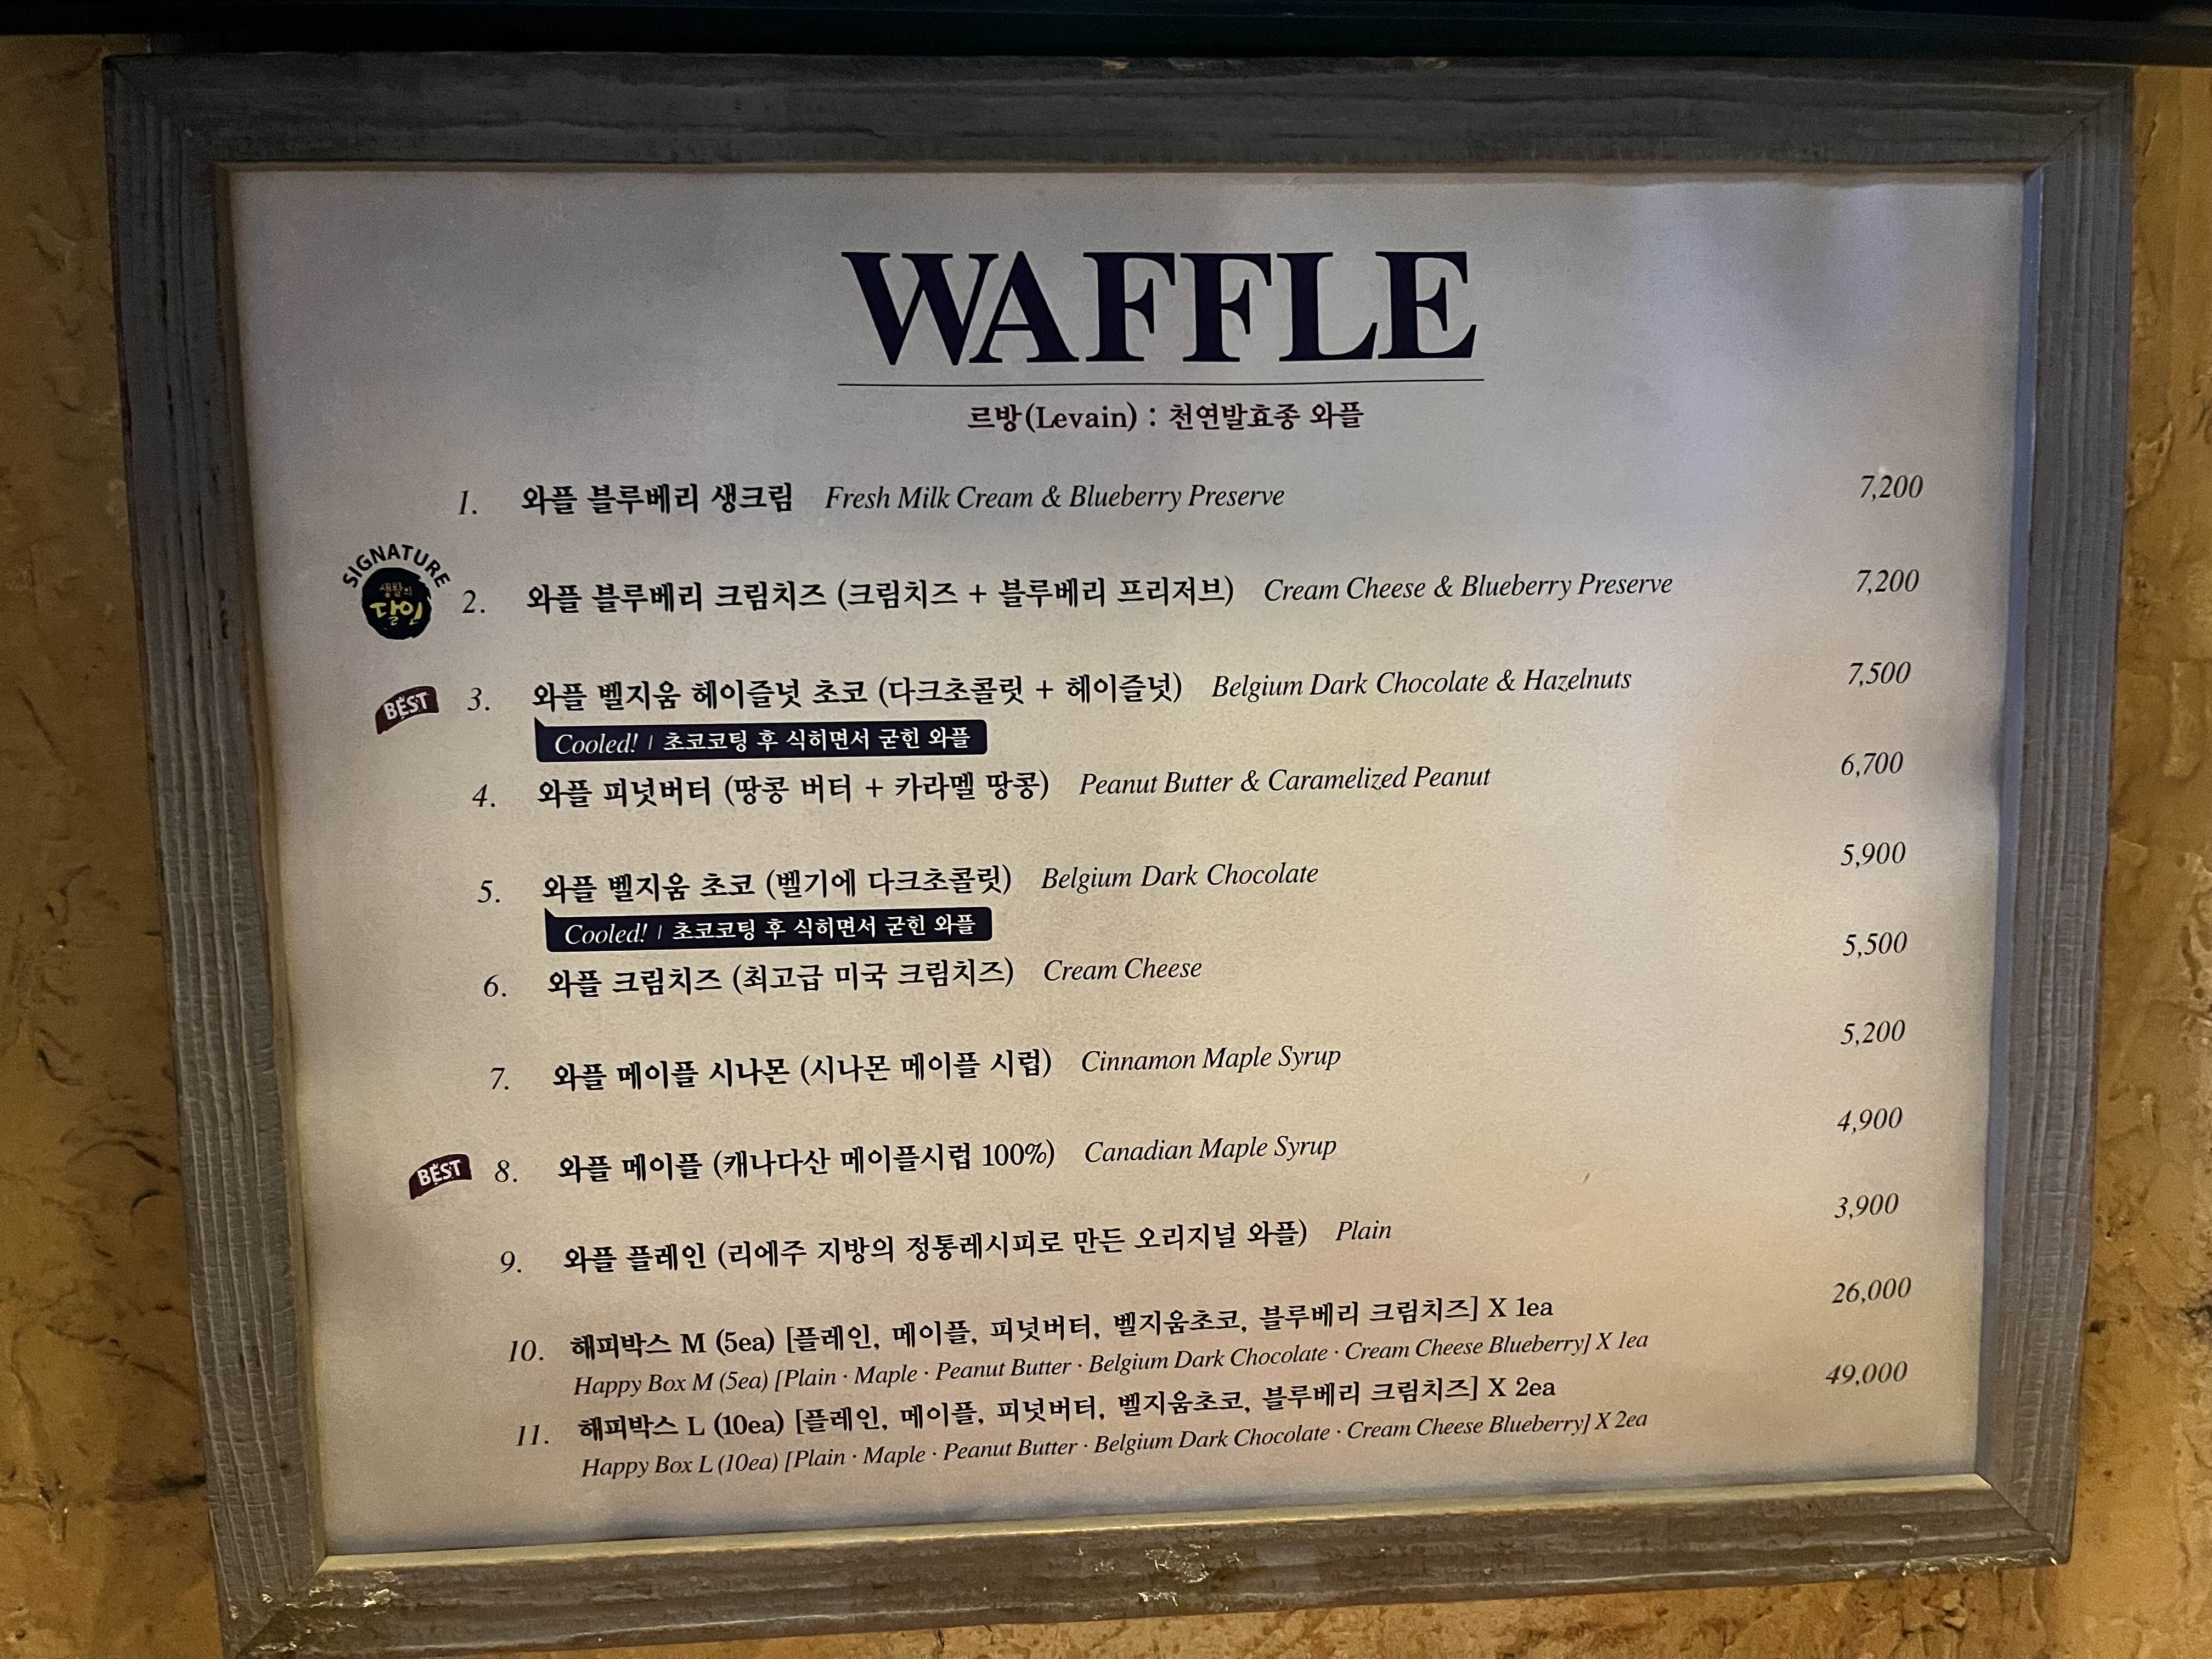 WAFFLE
르방(Levain) : 천연발효종 와플
1. 와플 블루베리 생크림 Fresh Milk Cream & Blueberry Preserve 7,200
SIGNATURE
생활의
달인
2. 와플 블루베리 크림치즈 (크림치즈 + 블루베리 프리저브) Cream Cheese & Blueberry Preserve 7,200
BEST
3. 와플 벨지움 헤이즐넛 초코 (다크초콜릿 + 헤이즐넛) Belgium Dark Chocolate & Hazelnuts 7,500
Cooled! | 초코코팅 후 식히면서 굳힌 와플
4. 와플 피넛버터 (땅콩 버터 + 카라멜 땅콩) Peanut Butter & Caramelized Peanut 6,700
5. 와플 벨지움 초코 (벨기에 다크초콜릿) Belgium Dark Chocolate 5,900
Cooled! | 초코코팅 후 식히면서 굳힌 와플
6. 와플 크림치즈 (최고급 미국 크림치즈) Cream Cheese 5,500
7. 와플 메이플 시나몬 (시나몬 메이플 시럽) Cinnamon Maple Syrup 5,200
BEST
8. 와플 메이플 (캐나다산 메이플시럽 100%) Canadian Maple Syrup 4,900
9. 와플 플레인 (리에주 지방의 정통레시피로 만든 오리지널 와플) Plain 3,900
10. 해피박스 M (5ea) [플레인, 메이플, 피넛버터, 벨지움초코, 블루베리 크림치즈] X 1ea 26,000
Happy Box M (5ea) [Plain · Maple · Peanut Butter · Belgium Dark Chocolate · Cream Cheese Blueberry] X 1ea
11. 해피박스 L (10ea) [플레인, 메이플, 피넛버터, 벨지움초코, 블루베리 크림치즈] X 2ea 49,000
Happy Box L (10ea) [Plain · Maple · Peanut Butter · Belgium Dark Chocolate · Cream Cheese Blueberry] X 2ea